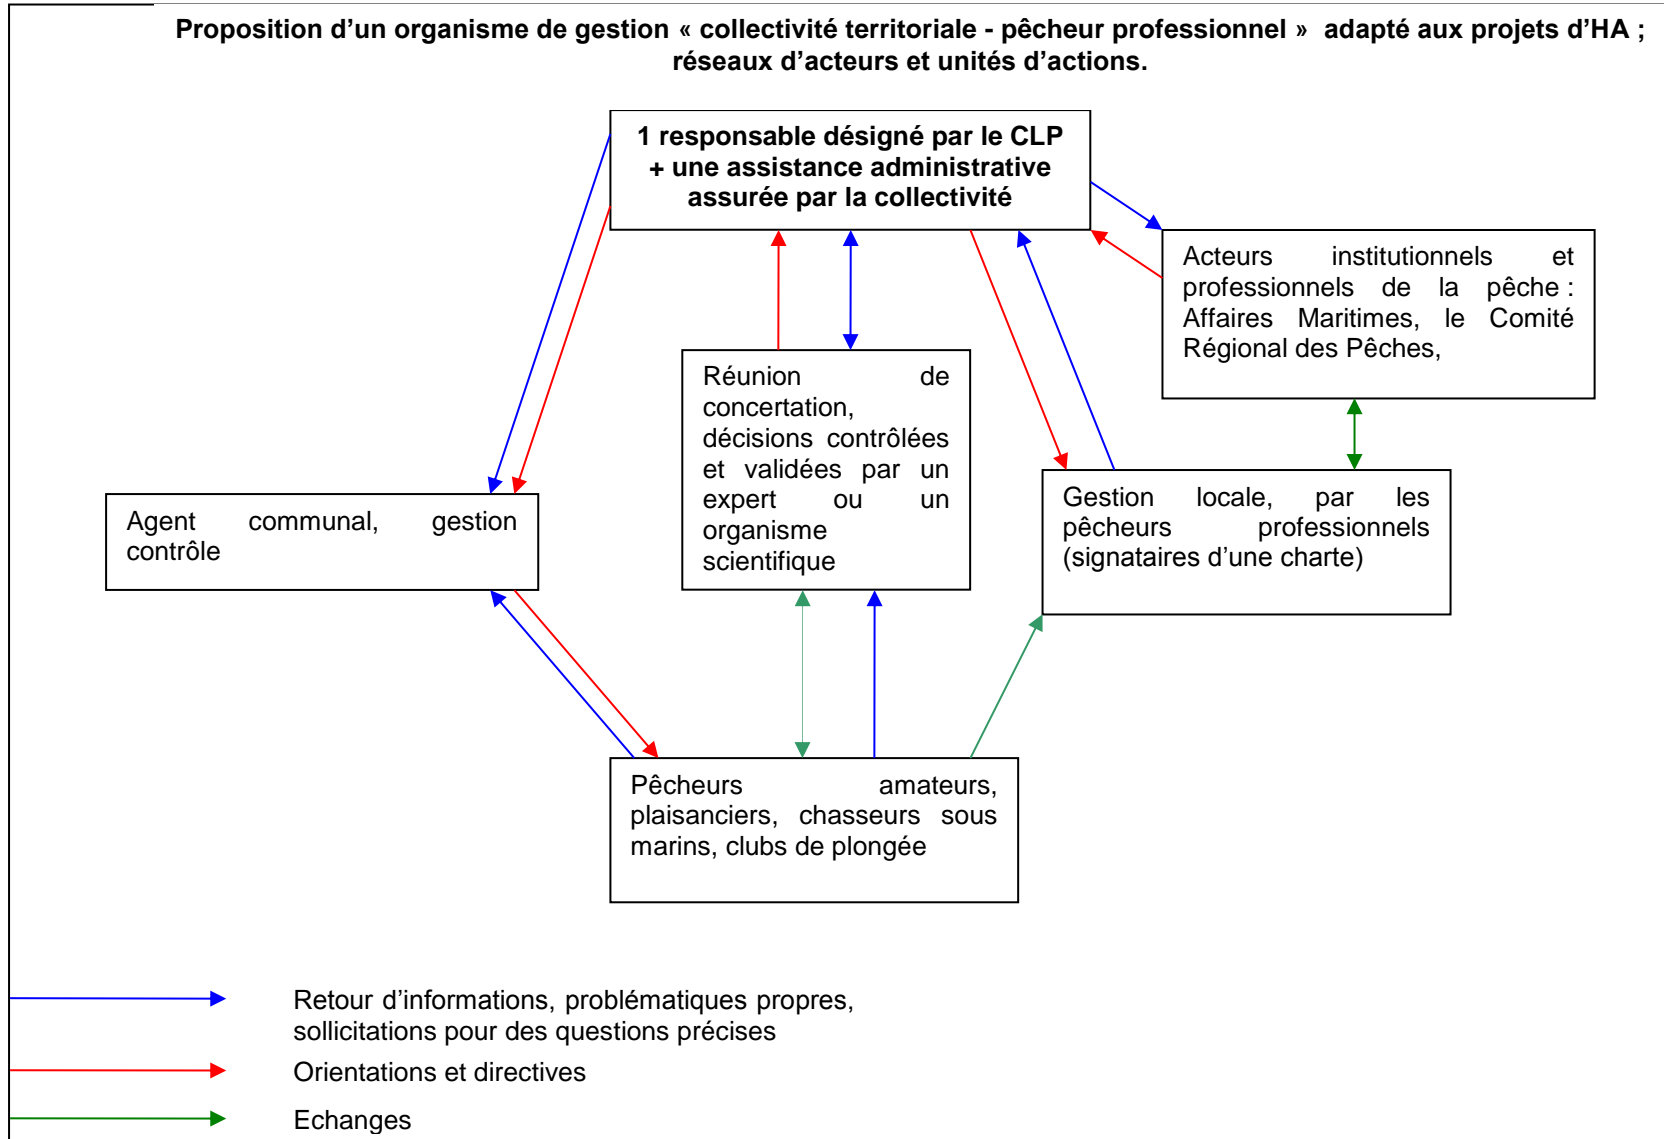 Proposition d'un organisme de gestion « collectivité territoriale - pêcheur professionnel » adapté aux projets d'HA ;
réseaux d'acteurs et unités d'actions.
1 responsable désigné par le CLP
+ une assistance administrative
assurée par la collectivité
Acteurs institutionnels et
professionnels de la pêche :
Affaires Maritimes, le Comité
Régional des Pêches,
Réunion de
concertation,
décisions contrôlées
et validées par un
expert ou un
organisme
scientifique
Gestion locale, par les
pêcheurs professionnels
(signataires d'une charte)
Agent communal, gestion
contrôle
Pêcheurs amateurs,
plaisanciers, chasseurs sous
marins, clubs de plongée
Retour d'informations, problématiques propres,
sollicitations pour des questions précises
Orientations et directives
Echanges